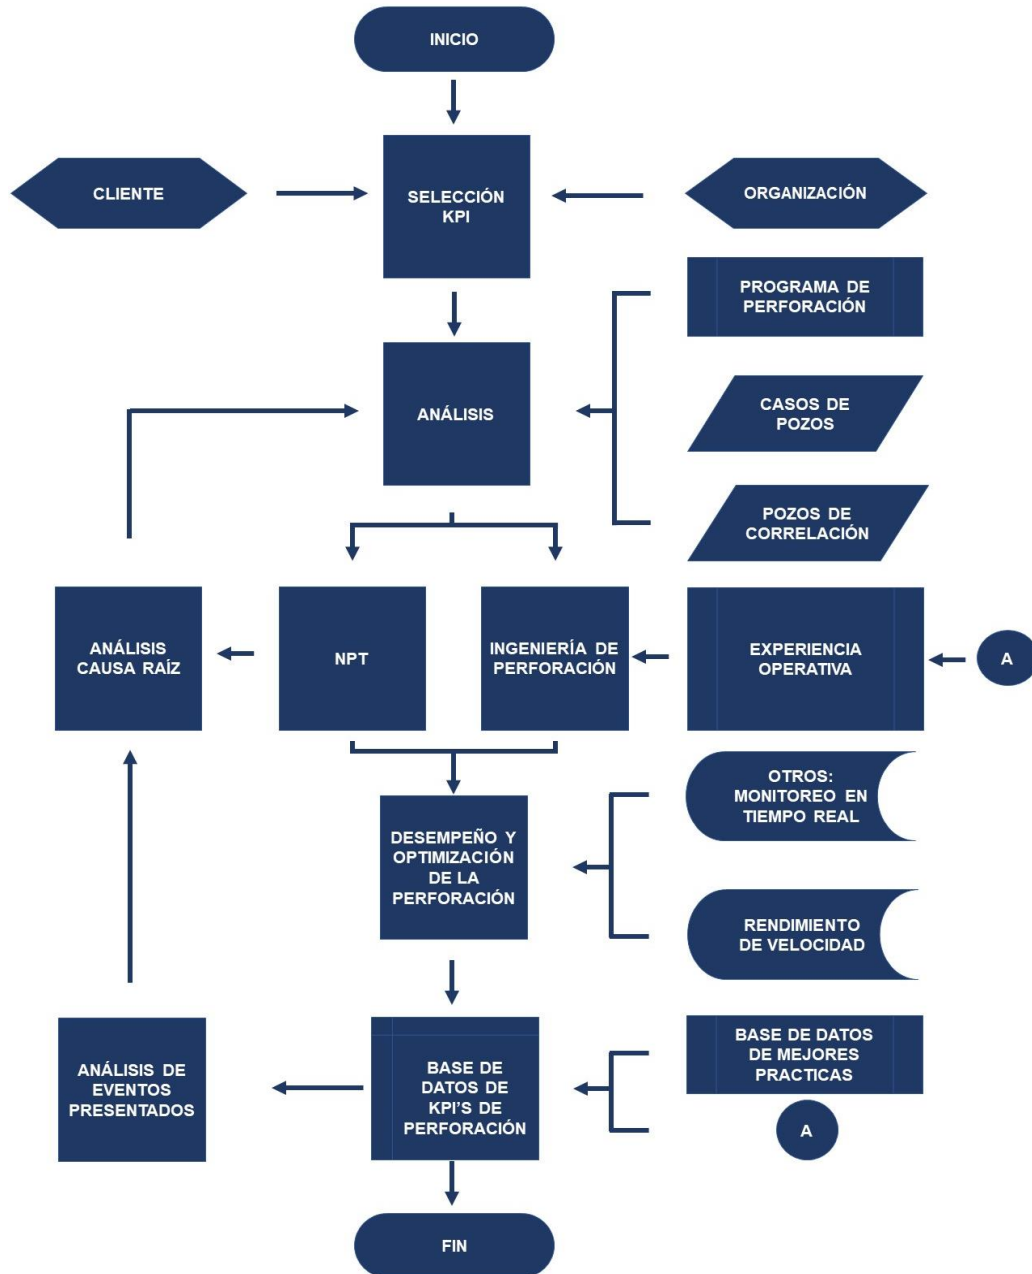 INICIO
CLIENTE
SELECCIÓN
KPI
ORGANIZACIÓN
PROGRAMA DE
PERFORACIÓN
ANÁLISIS
CASOS DE
POZOS
POZOS DE
CORRELACIÓN
ANÁLISIS
CAUSA RAÍZ
NPT
INGENIERÍA DE
PERFORACIÓN
EXPERIENCIA
OPERATIVA
A
OTROS:
MONITOREO EN
TIEMPO REAL
DESEMPEÑO Y
OPTIMIZACIÓN
DE LA
PERFORACIÓN
RENDIMIENTO
DE VELOCIDAD
ANÁLISIS DE
EVENTOS
PRESENTADOS
BASE DE
DATOS DE
KPI'S DE
PERFORACIÓN
BASE DE DATOS
DE MEJORES
PRACTICAS
A
FIN